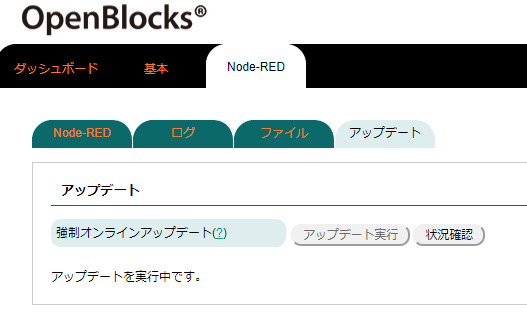 OpenBlocks®
ダッシュボード 基本 Node-RED
Node-RED ログ ファイル アップデート
アップデート
強制オンラインアップデート(?) アップデート実行 状況確認
アップデートを実行中です。